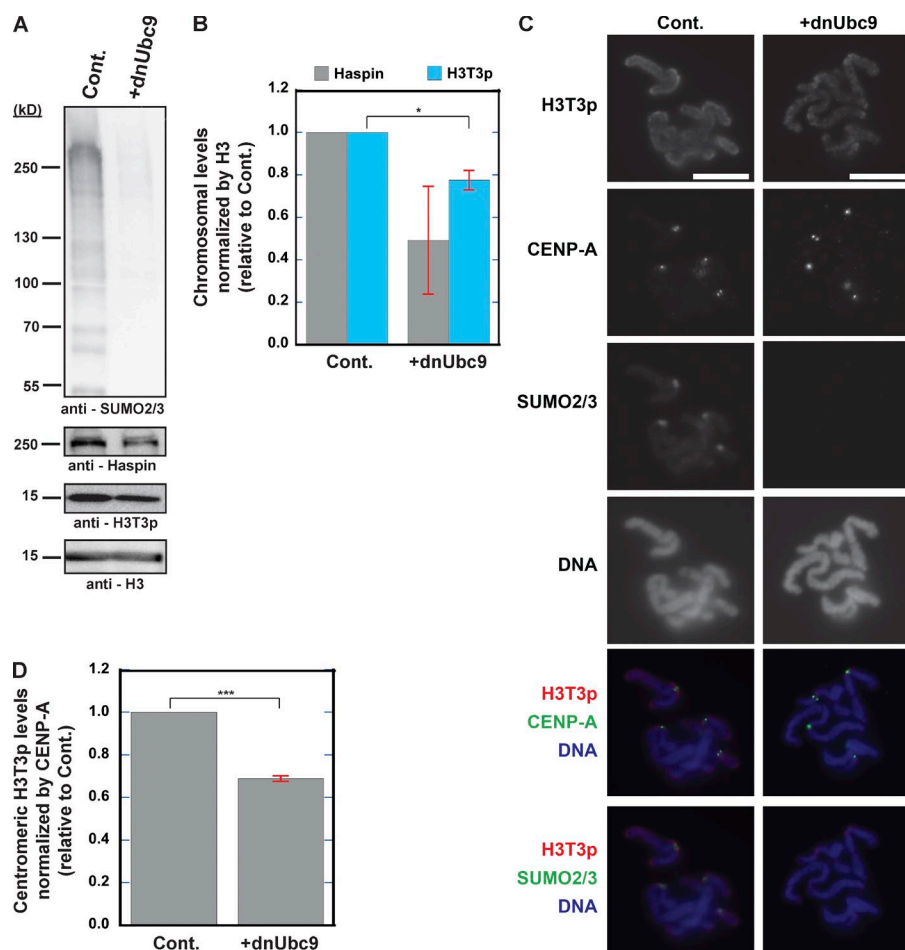 A
Cont.
+dnUbc9
(kD)
250
130
100
70
55
anti - SUMO2/3
250
anti - Haspin
15
anti - H3T3p
15
anti - H3
B
Haspin
H3T3p
Chromosomal levels
normalized by H3
(relative to Cont.)
1.2
1.0
0.8
0.6
0.4
0.2
0.0
*
Cont.
+dnUbc9
C
Cont.
+dnUbc9
H3T3p
CENP-A
SUMO2/3
DNA
H3T3p
CENP-A
DNA
H3T3p
SUMO2/3
DNA
D
Centromeric H3T3p levels
normalized by CENP-A
(relative to Cont.)
1.2
1.0
0.8
0.6
0.4
0.2
0.0
***
Cont.
+dnUbc9